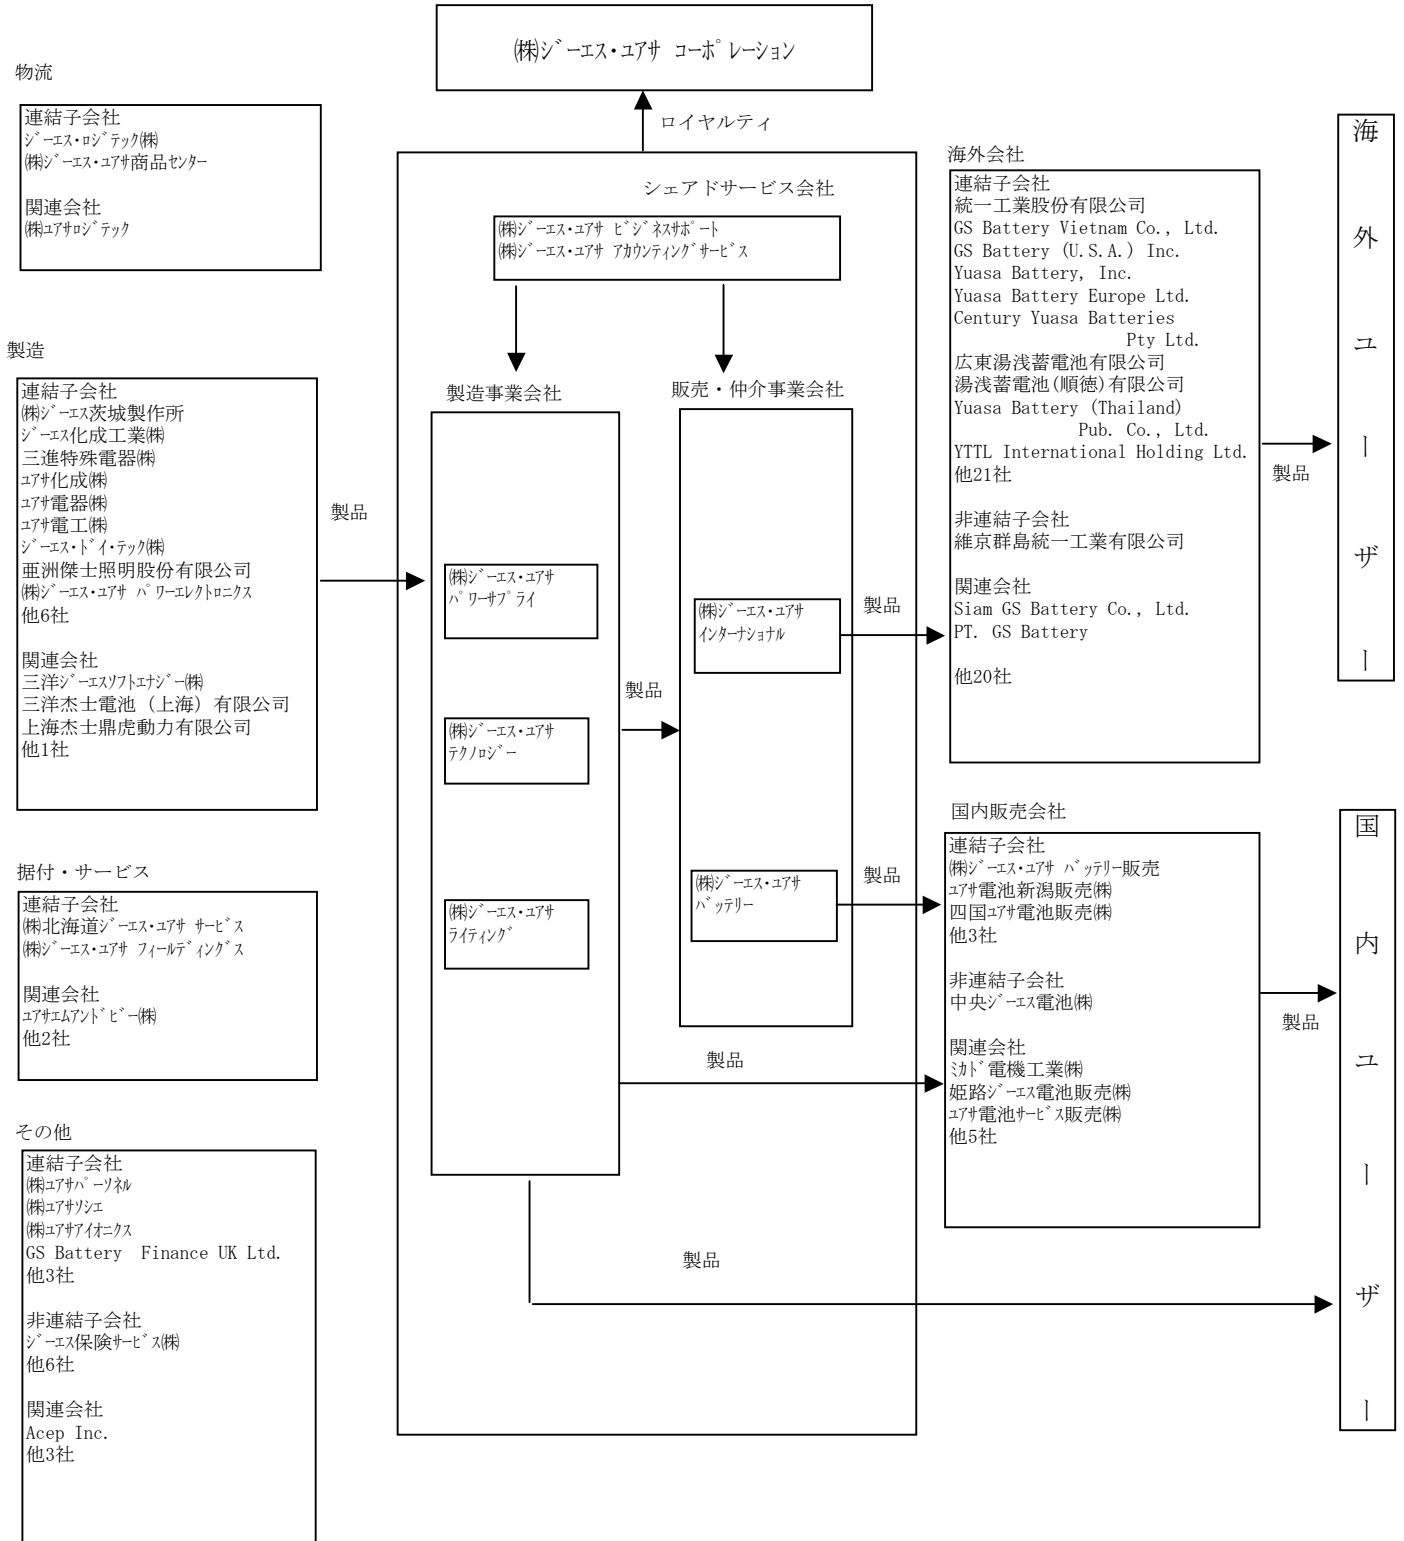 ㈱ｼﾞｰｴｽ・ﾕｱｻ ｺｰﾎﾟﾚｰｼｮﾝ
ロイヤルティ
物流
連結子会社
ｼﾞｰｴｽ・ﾛｼﾞﾃｯｸ㈱
㈱ｼﾞｰｴｽ・ﾕｱｻ商品ｾﾝﾀｰ
関連会社
㈱ﾕｱｻﾛｼﾞﾃｯｸ
製造
連結子会社
㈱ｼﾞｰｴｽ茨城製作所
ｼﾞｰｴｽ化成工業㈱
三進特殊電器㈱
ﾕｱｻ化成㈱
ﾕｱｻ電器㈱
ﾕｱｻ電工㈱
ｼﾞｰｴｽ・ﾄﾞｲ・ﾃｯｸ㈱
亜洲傑士照明股份有限公司
㈱ｼﾞｰｴｽ・ﾕｱｻ ﾊﾟﾜｰｴﾚｸﾄﾛﾆｸｽ
他6社
関連会社
三洋ｼﾞｰｴｽｿﾌﾄｴﾅｼﾞｰ㈱
三洋杰士電池（上海）有限公司
上海杰士鼎虎動力有限公司
他1社
製品
据付・サービス
連結子会社
㈱北海道ｼﾞｰｴｽ・ﾕｱｻ ｻｰﾋﾞｽ
㈱ｼﾞｰｴｽ・ﾕｱｻ ﾌｨｰﾙﾃﾞｨﾝｸﾞｽ
関連会社
ﾕｱｻｴﾑｱﾝﾄﾞﾋﾞｰ㈱
他2社
その他
連結子会社
㈱ﾕｱｻﾊﾟｰｿﾈﾙ
㈱ﾕｱｻｿｼｴ
㈱ﾕｱｻｱｲｵﾆｸｽ
GS Battery Finance UK Ltd.
他3社
非連結子会社
ｼﾞｰｴｽ保険ｻｰﾋﾞｽ㈱
他6社
関連会社
Acep Inc.
他3社
シェアドサービス会社
㈱ｼﾞｰｴｽ・ﾕｱｻ ﾋﾞｼﾞﾈｽｻﾎﾟｰﾄ
㈱ｼﾞｰｴｽ・ﾕｱｻ ｱｶｳﾝﾃｨﾝｸﾞｻｰﾋﾞｽ
製造事業会社
㈱ｼﾞｰｴｽ・ﾕｱｻ
ﾊﾟﾜｰｻﾌﾟﾗｲ
㈱ｼﾞｰｴｽ・ﾕｱｻ
ﾃｸﾉﾛｼﾞｰ
㈱ｼﾞｰｴｽ・ﾕｱｻ
ﾗｲﾃｨﾝｸﾞ
製品
販売・仲介事業会社
㈱ｼﾞｰｴｽ・ﾕｱｻ
ｲﾝﾀｰﾅｼｮﾅﾙ
㈱ｼﾞｰｴｽ・ﾕｱｻ
ﾊﾞｯﾃﾘｰ
製品
製品
製品
製品
海外会社
連結子会社
統一工業股份有限公司
GS Battery Vietnam Co., Ltd.
GS Battery (U.S.A.) Inc.
Yuasa Battery, Inc.
Yuasa Battery Europe Ltd.
Century Yuasa Batteries
Pty Ltd.
広東湯浅蓄電池有限公司
湯浅蓄電池(順徳)有限公司
Yuasa Battery (Thailand)
Pub. Co., Ltd.
YTTL International Holding Ltd.
他21社
非連結子会社
維京群島統一工業有限公司
関連会社
Siam GS Battery Co., Ltd.
PT. GS Battery
他20社
製品
国内販売会社
連結子会社
㈱ｼﾞｰｴｽ・ﾕｱｻ ﾊﾞｯﾃﾘｰ販売
ﾕｱｻ電池新潟販売㈱
四国ﾕｱｻ電池販売㈱
他3社
非連結子会社
中央ｼﾞｰｴｽ電池㈱
関連会社
ﾐｶﾄﾞ電機工業㈱
姫路ｼﾞｰｴｽ電池販売㈱
ﾕｱｻ電池ｻｰﾋﾞｽ販売㈱
他5社
製品
海外ユーザー
国内ユーザー